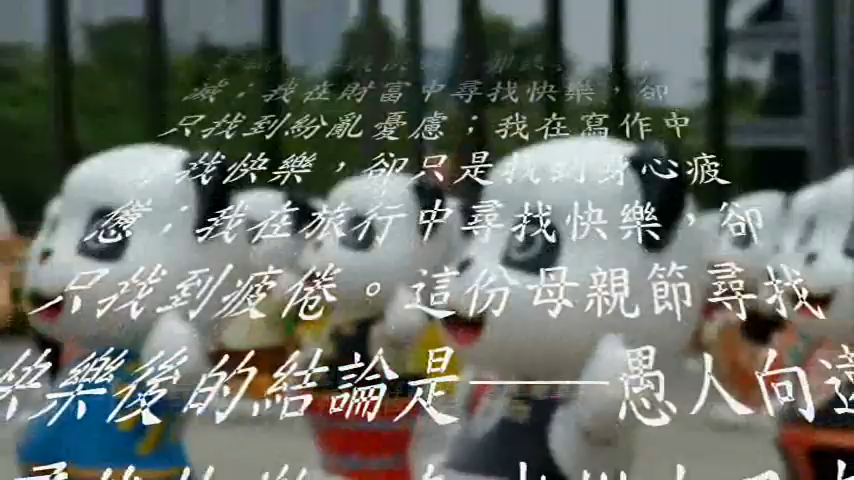 滅；我在財富中尋找快樂，卻
只找到紛亂憂慮；我在寫作中
尋找快樂，卻只是找到身心疲
憊；我在旅行中尋找快樂，卻
只找到疲倦。這份母親節尋找
快樂後的結論是——愚人向遠